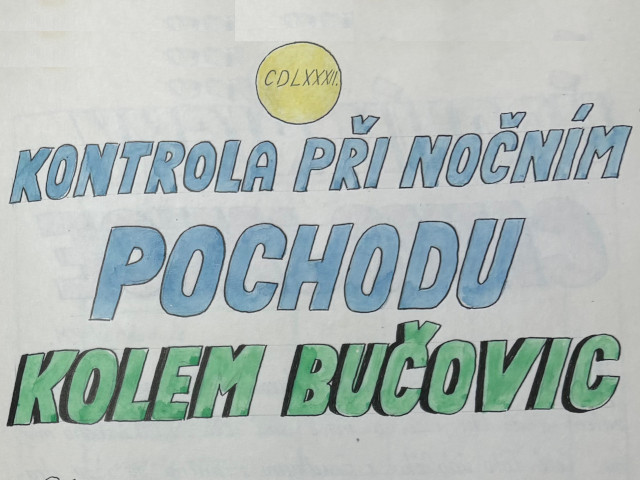 CDLXXXII.
KONTROLA PŘI NOČNÍM
POCHODU
KOLEM BUČOVIC